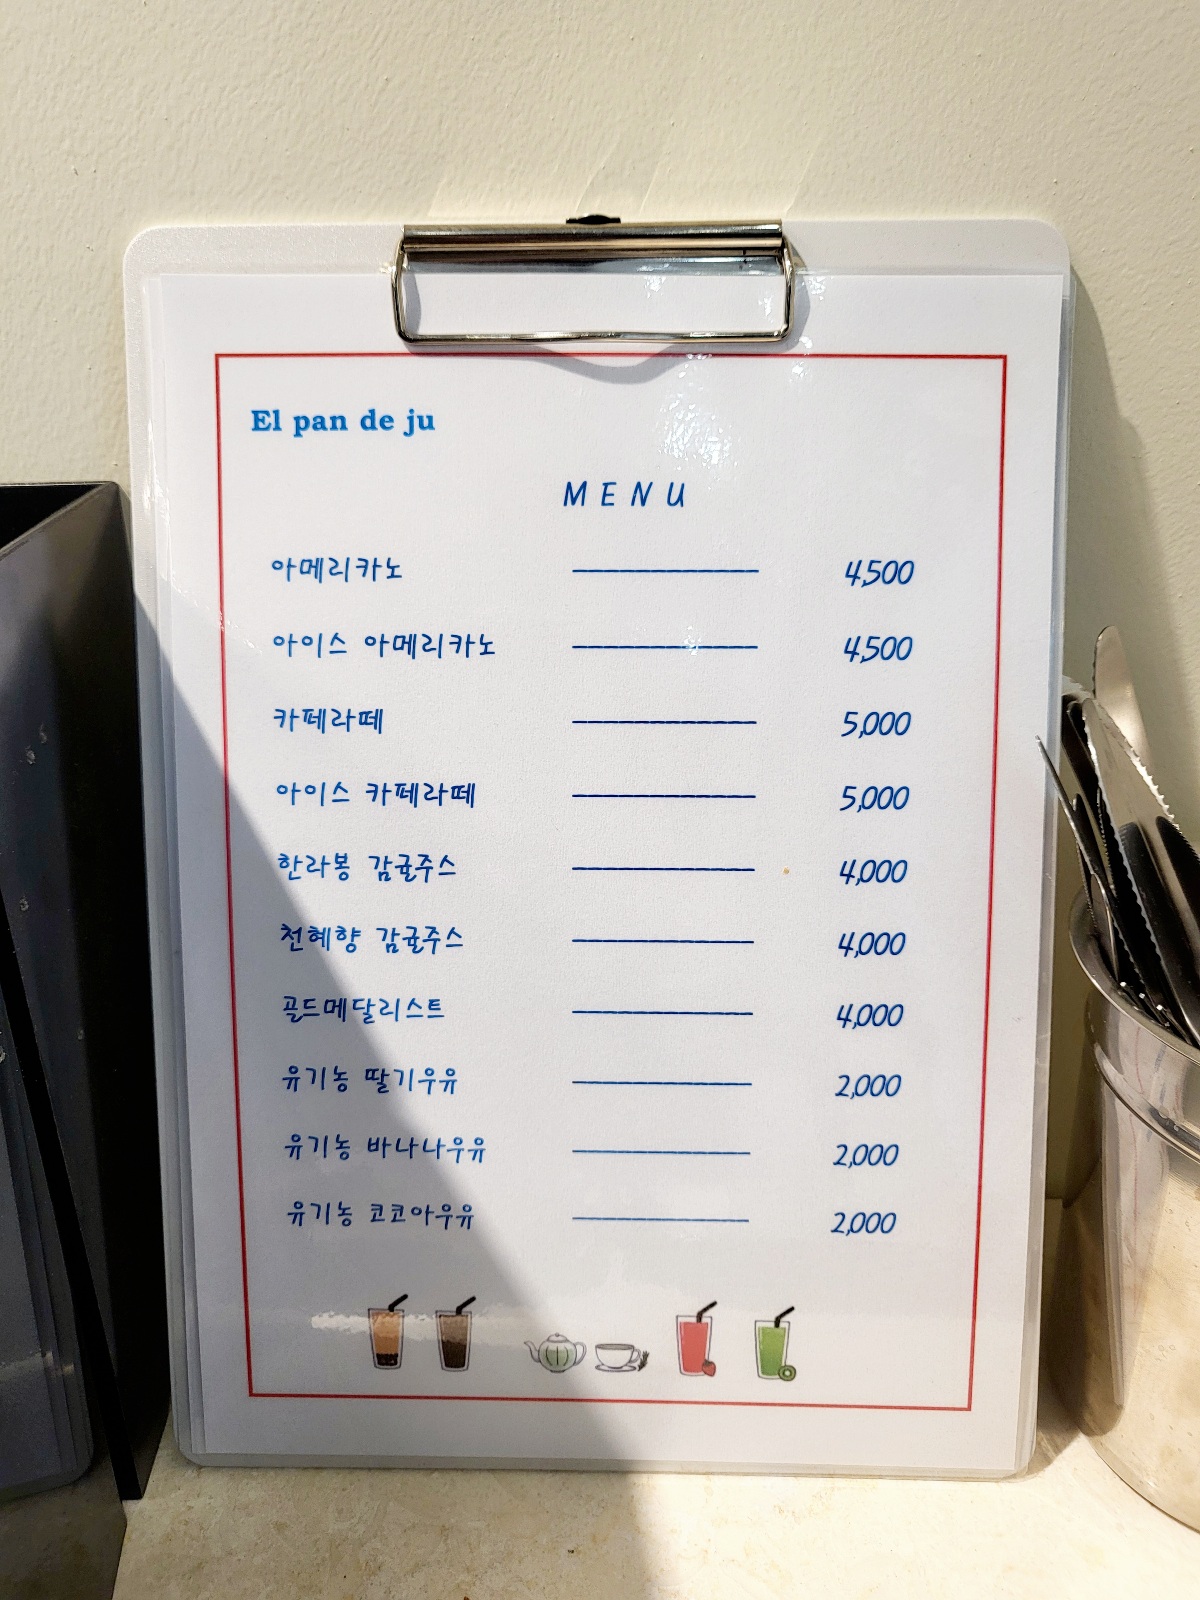 El pan de ju
MENU
아메리카노 4,500
아이스 아메리카노 4,500
카페라떼 5,000
아이스 카페라떼 5,000
한라봉 감귤주스 4,000
천혜향 감귤주스 4,000
골드메달리스트 4,000
유기농 딸기우유 2,000
유기농 바나나우유 2,000
유기농 코코아우유 2,000